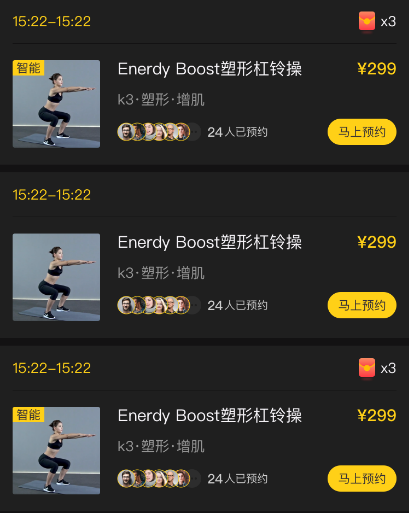 15:22-15:22 x3
智能
Enerdy Boost塑形杠铃操 ¥299
k3·塑形·增肌
24人已预约 马上预约
15:22-15:22
Enerdy Boost塑形杠铃操 ¥299
k3·塑形·增肌
24人已预约 马上预约
15:22-15:22 x3
智能
Enerdy Boost塑形杠铃操 ¥299
k3·塑形·增肌
24人已预约 马上预约